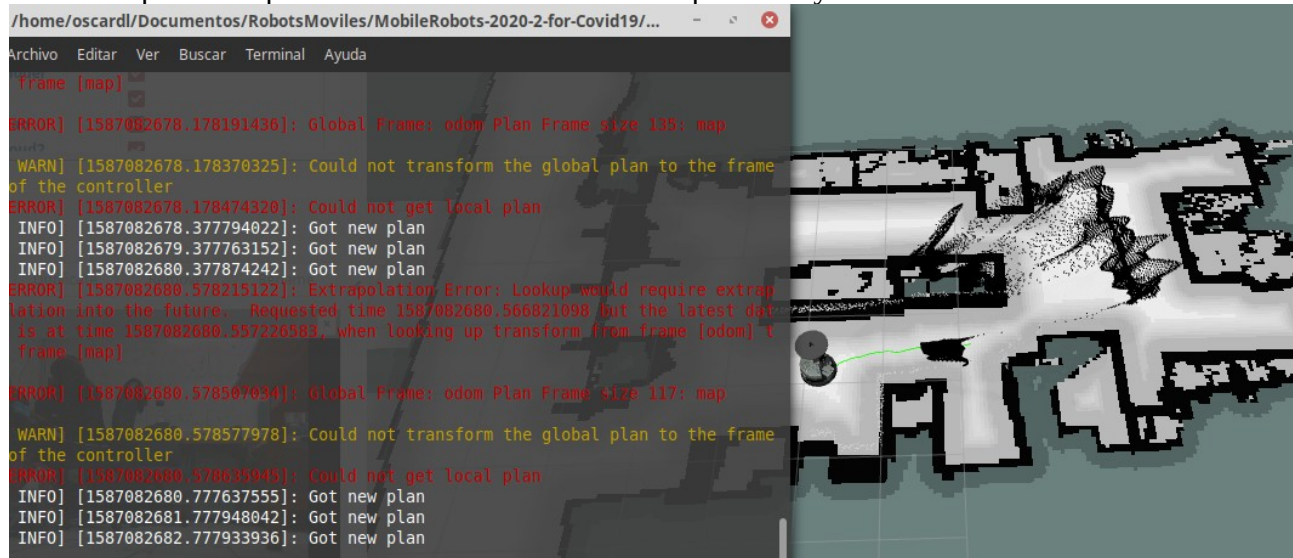 /home/oscardl/Documentos/RobotsMoviles/MobileRobots-2020-2-for-Covid19/...
Archivo Editar Ver Buscar Terminal Ayuda
frame [map]
ERROR] [1587082678.178191436]: Global Frame: odom Plan Frame size 135: map
WARN] [1587082678.178370325]: Could not transform the global plan to the frame
of the controller
ERROR] [1587082678.178474320]: Could not get local plan
INFO] [1587082678.377794022]: Got new plan
INFO] [1587082679.377763152]: Got new plan
INFO] [1587082680.377874242]: Got new plan
ERROR] [1587082680.578215122]: Extrapolation Error: Lookup would require extrap
lation into the future.  Requested time 1587082680.566821098 but the latest dat
is at time 1587082680.557226583, when looking up transform from frame [odom] t
frame [map]
ERROR] [1587082680.578507034]: Global Frame: odom Plan Frame size 117: map
WARN] [1587082680.578577978]: Could not transform the global plan to the frame
of the controller
ERROR] [1587082680.578635945]: Could not get local plan
INFO] [1587082680.777637555]: Got new plan
INFO] [1587082681.777948042]: Got new plan
INFO] [1587082682.777933936]: Got new plan